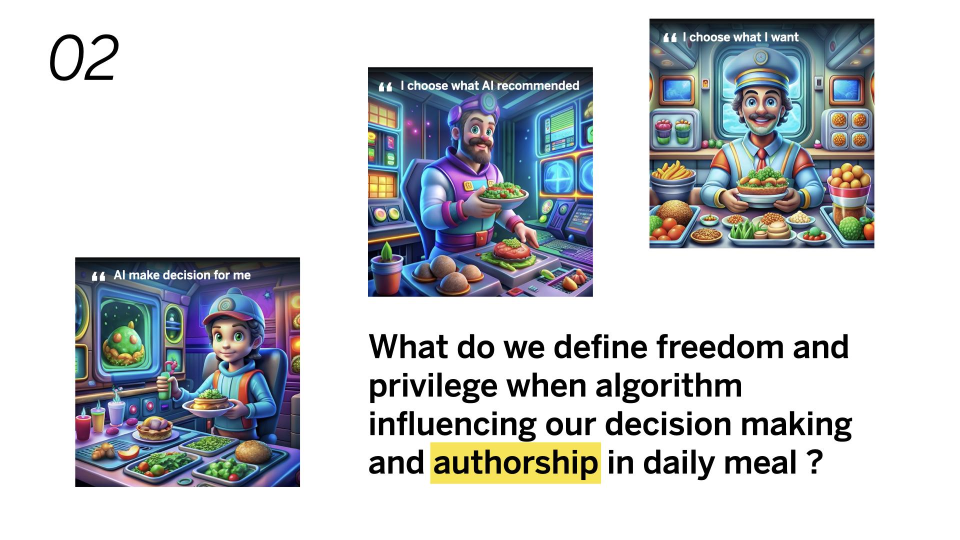 02
“ I choose what I want
“ I choose what AI recommended
“ AI make decision for me
What do we define freedom and
privilege when algorithm
influencing our decision making
and authorship in daily meal ?